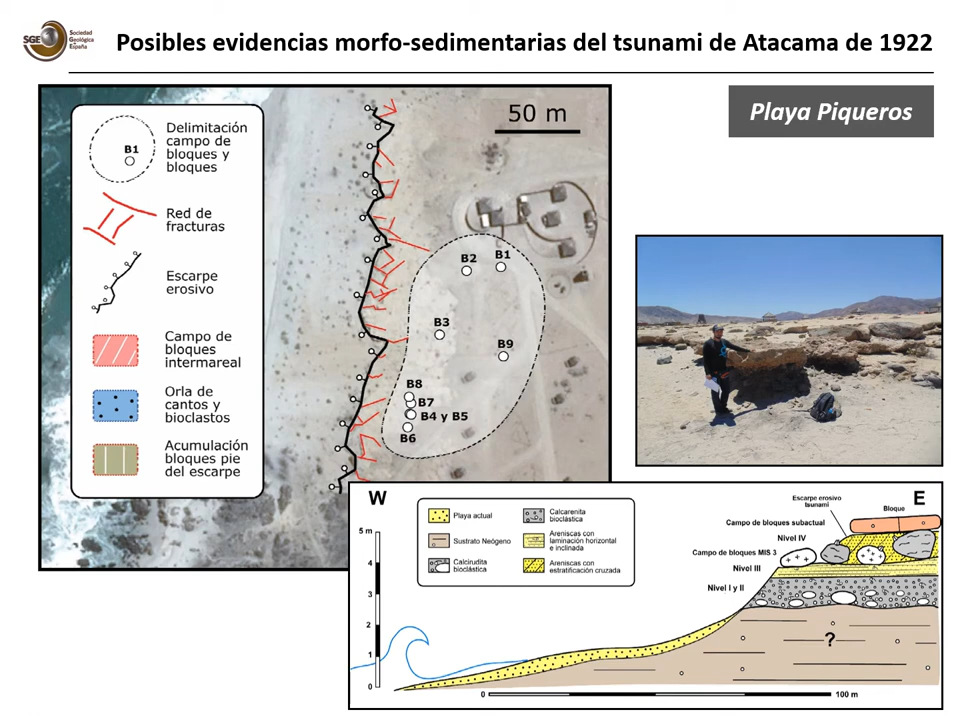 SGE
Sociedad
Geológica
España
Posibles evidencias morfo-sedimentarias del tsunami de Atacama de 1922
Playa Piqueros
50 m
B1
Delimitación
campo de
bloques y
bloques
Red de
fracturas
Escarpe
erosivo
Campo de
bloques
intermareal
Orla de
cantos y
bioclastos
Acumulación
bloques pie
del escarpe
B2
B1
B3
B9
B8
B7
B4 y B5
B6
W
E
Playa actual
Sustrato Neógeno
Calcirudita
bioclástica
Calcarenita
bioclástica
Areniscas con
laminación horizontal
e inclinada
Areniscas con
estratificación cruzada
Escarpe erosivo
tsunami
Bloque
Campo de bloques subactual
Nivel IV
Campo de bloques MIS 3
Nivel III
Nivel I y II
?
5 m
4
3
2
1
0
0
100 m